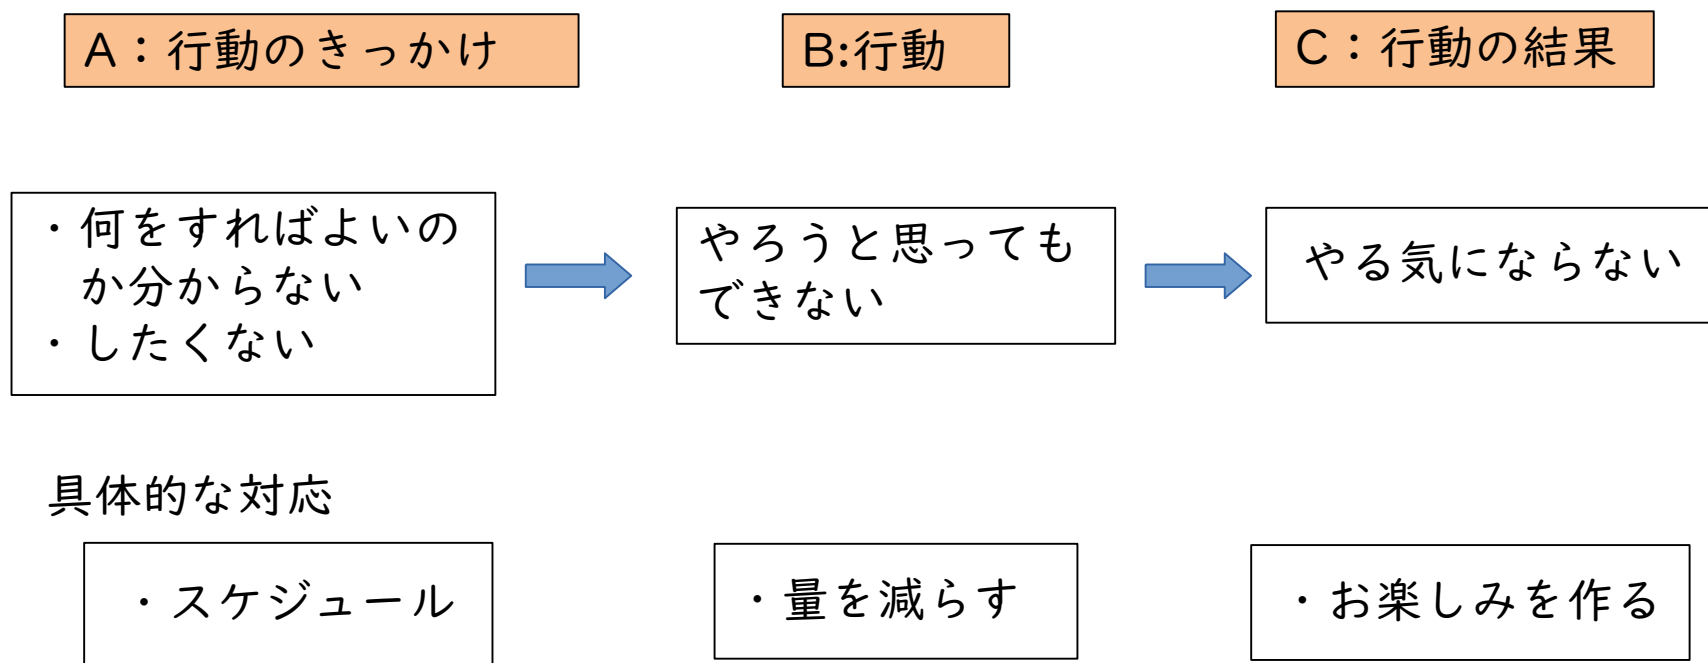 A：行動のきっかけ
B:行動
C：行動の結果
・何をすればよいの
か分からない
・したくない
やろうと思っても
できない
やる気にならない
具体的な対応
・スケジュール
・量を減らす
・お楽しみを作る